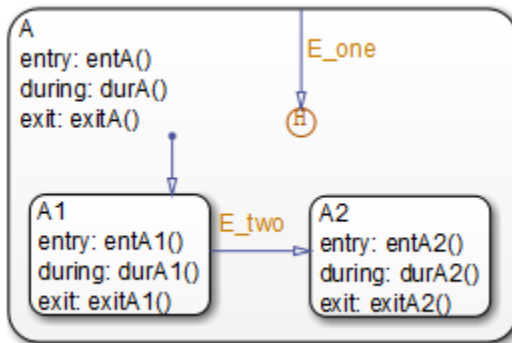 A
entry: entA()
during: durA()
exit: exitA()
E_one
H
A1
entry: entA1()
during: durA1()
exit: exitA1()
E_two
A2
entry: entA2()
during: durA2()
exit: exitA2()